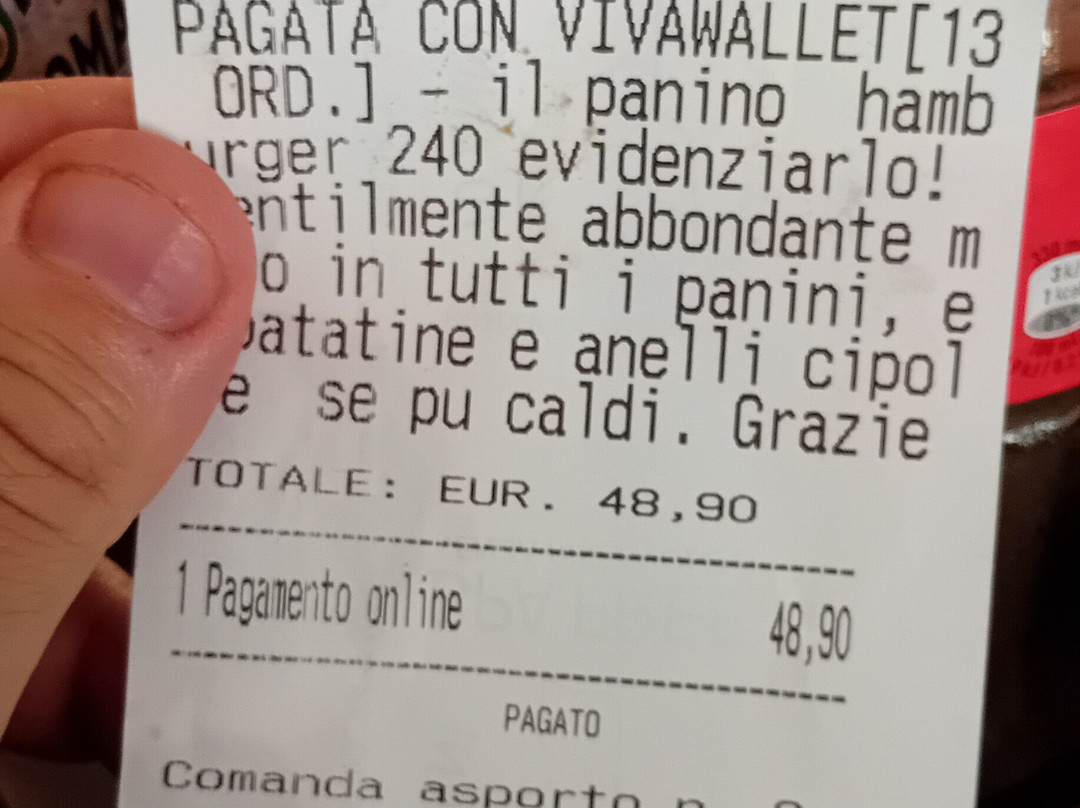 PAGATA CON VIVAWALLET[13
ORD.] - il panino hamb
urger 240 evidenziarlo!
entilmente abbondante m
o in tutti i panini, e
patatine e anelli cipol
e se pu caldi. Grazie
TOTALE: EUR. 48,90
1 Pagamento online 48,90
PAGATO
Comanda asporto n.